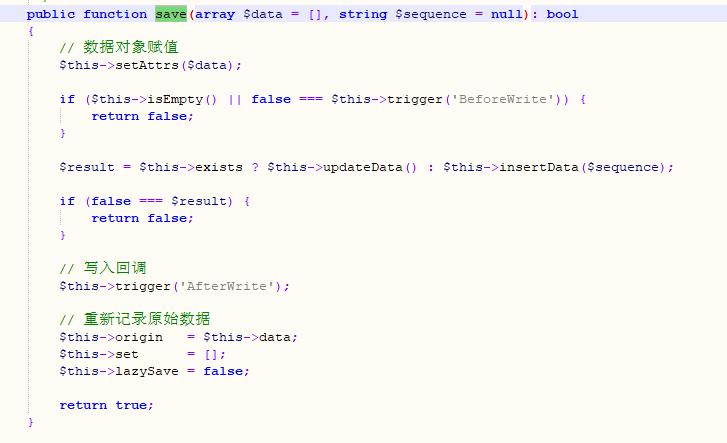 public function save(array $data = [], string $sequence = null): bool
{
// 数据对象赋值
$this->setAttrs($data);
if ($this->isEmpty() || false === $this->trigger('BeforeWrite')) {
return false;
}
$result = $this->exists ? $this->updateData() : $this->insertData($sequence);
if (false === $result) {
return false;
}
// 写入回调
$this->trigger('AfterWrite');
// 重新记录原始数据
$this->origin   = $this->data;
$this->set      = [];
$this->lazySave = false;
return true;
}